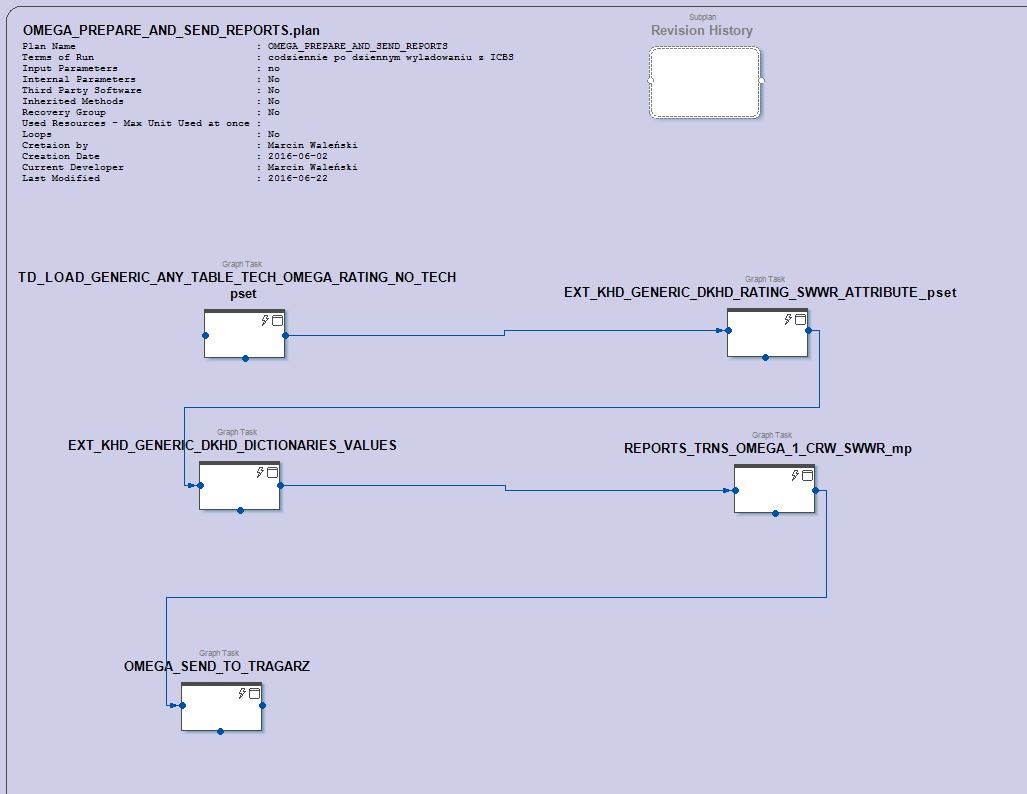 OMEGA_PREPARE_AND_SEND_REPORTS.plan
Plan Name : OMEGA_PREPARE_AND_SEND_REPORTS
Terms of Run : codziennie po dziennym wyladowaniu z ICBS
Input Parameters : no
Internal Parameters : No
Third Party Software : No
Inherited Methods : No
Recovery Group : No
Used Resources - Max Unit Used at once :
Loops : No
Cretaion by : Marcin Waleński
Creation Date : 2016-06-02
Current Developer : Marcin Waleński
Last Modified : 2016-06-22
Subplan
Revision History
Graph Task
TD_LOAD_GENERIC_ANY_TABLE_TECH_OMEGA_RATING_NO_TECH
pset
Graph Task
EXT_KHD_GENERIC_DKHD_RATING_SWWR_ATTRIBUTE_pset
Graph Task
EXT_KHD_GENERIC_DKHD_DICTIONARIES_VALUES
Graph Task
REPORTS_TRNS_OMEGA_1_CRW_SWWR_mp
Graph Task
OMEGA_SEND_TO_TRAGARZ